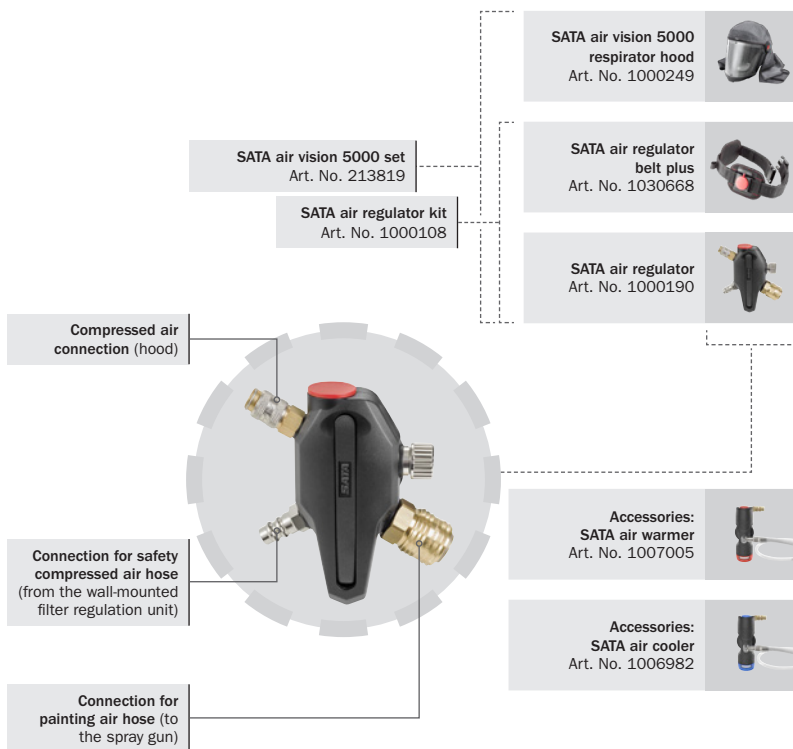 SATA air vision 5000
respirator hood
Art. No. 1000249
SATA air vision 5000 set
Art. No. 213819
SATA air regulator
belt plus
Art. No. 1030668
SATA air regulator kit
Art. No. 1000108
SATA air regulator
Art. No. 1000190
Compressed air
connection (hood)
SATA
Connection for safety
compressed air hose
(from the wall-mounted
filter regulation unit)
Accessories:
SATA air warmer
Art. No. 1007005
Accessories:
SATA air cooler
Art. No. 1006982
Connection for
painting air hose (to
the spray gun)